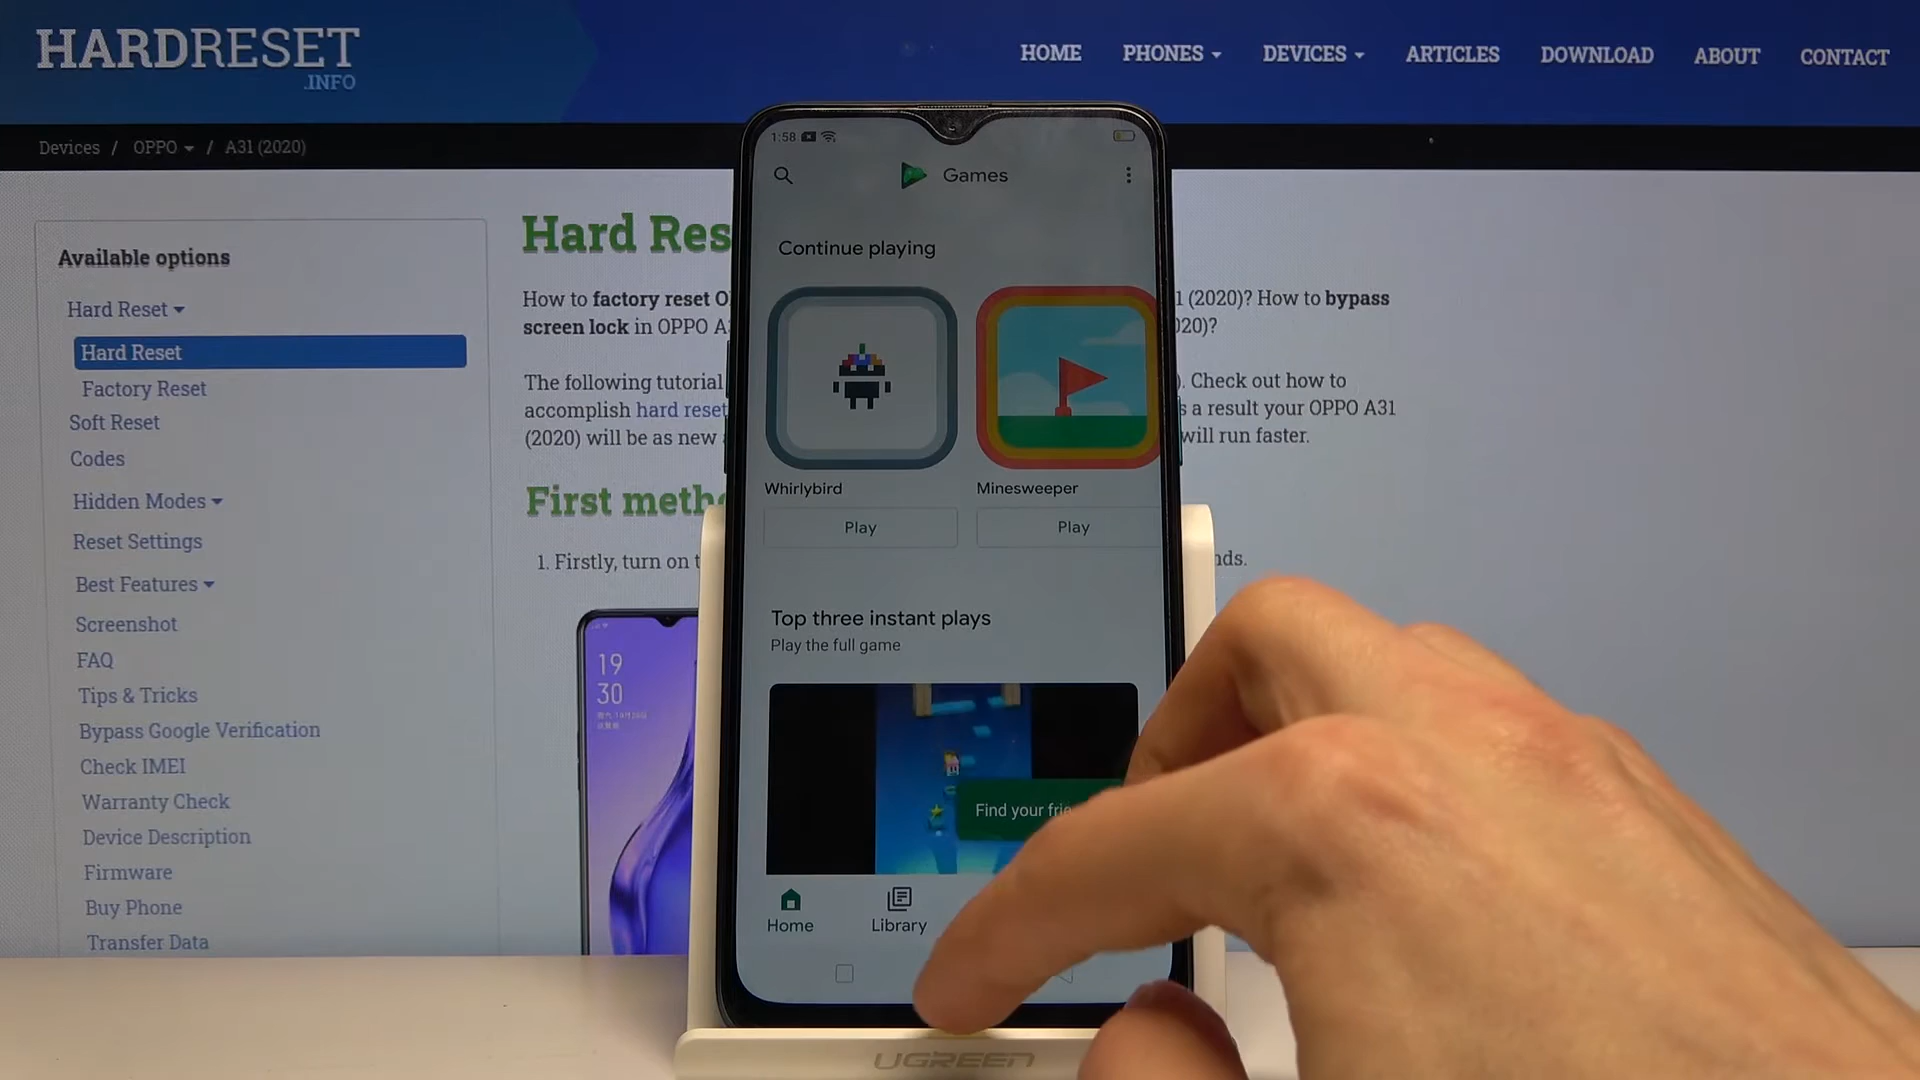 HARDRESET
.INFO
HOME PHONES DEVICES ARTICLES DOWNLOAD ABOUT CONTACT
Devices / OPPO / A31 (2020)
Available options
Hard Reset
Hard Reset
Factory Reset
Soft Reset
Codes
Hidden Modes
Reset Settings
Best Features
Screenshot
FAQ
Tips & Tricks
Bypass Google Verification
Check IMEI
Warranty Check
Device Description
Firmware
Buy Phone
Transfer Data
Hard Res
How to factory reset O 1 (2020)? How to bypass
screen lock in OPPO A 020)?
The following tutorial ). Check out how to
accomplish hard reset s a result your OPPO A31
(2020) will be as new will run faster.
First meth
1. Firstly, turn on t nds.
19
30
1:58
Games
Continue playing
Whirlybird Minesweeper
Play Play
Top three instant plays
Play the full game
Find your frie
Home Library
UGREEN